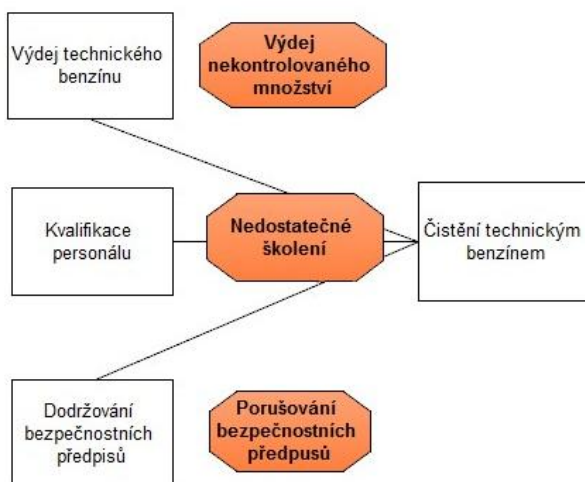 Výdej technického
benzínu
Výdej
nekontrolovaného
množství
Kvalifikace
personálu
Nedostatečné
školení
Čistění technickým
benzínem
Dodržování
bezpečnostních
předpisů
Porušování
bezpečnostních
předpusů